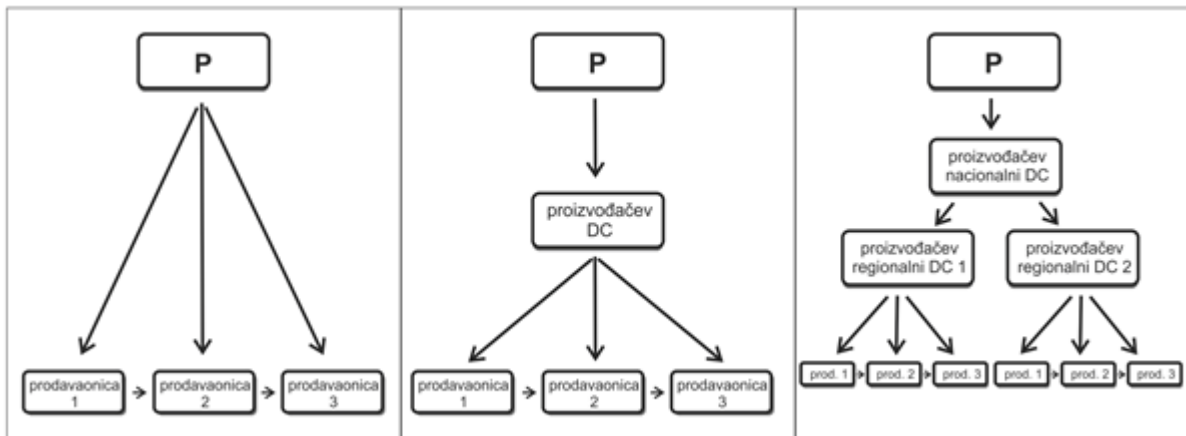 P
prodavaonica
1
prodavaonica
2
prodavaonica
3
P
proizvođačev
DC
prodavaonica
1
prodavaonica
2
prodavaonica
3
P
proizvođačev
nacionalni DC
proizvođačev
regionalni DC 1
proizvođačev
regionalni DC 2
prod. 1
prod. 2
prod. 3
prod. 1
prod. 2
prod. 3